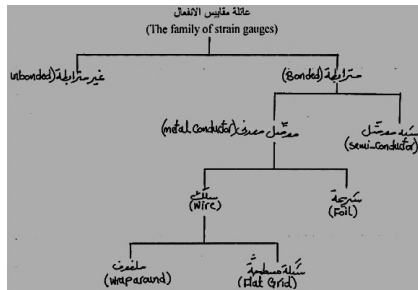 عائلة مقاييس الانفعال
(The family of strain gauges)
غير مترابطة (unbonded)
مترابطة (Bonded)
موصل معدني (metal conductor)
شبه موصل
(semi-conductor)
سلك
(Wire)
شريحة
(Foil)
ملفوف
(wraparound)
شبكة مسطحة
(Flat Grid)